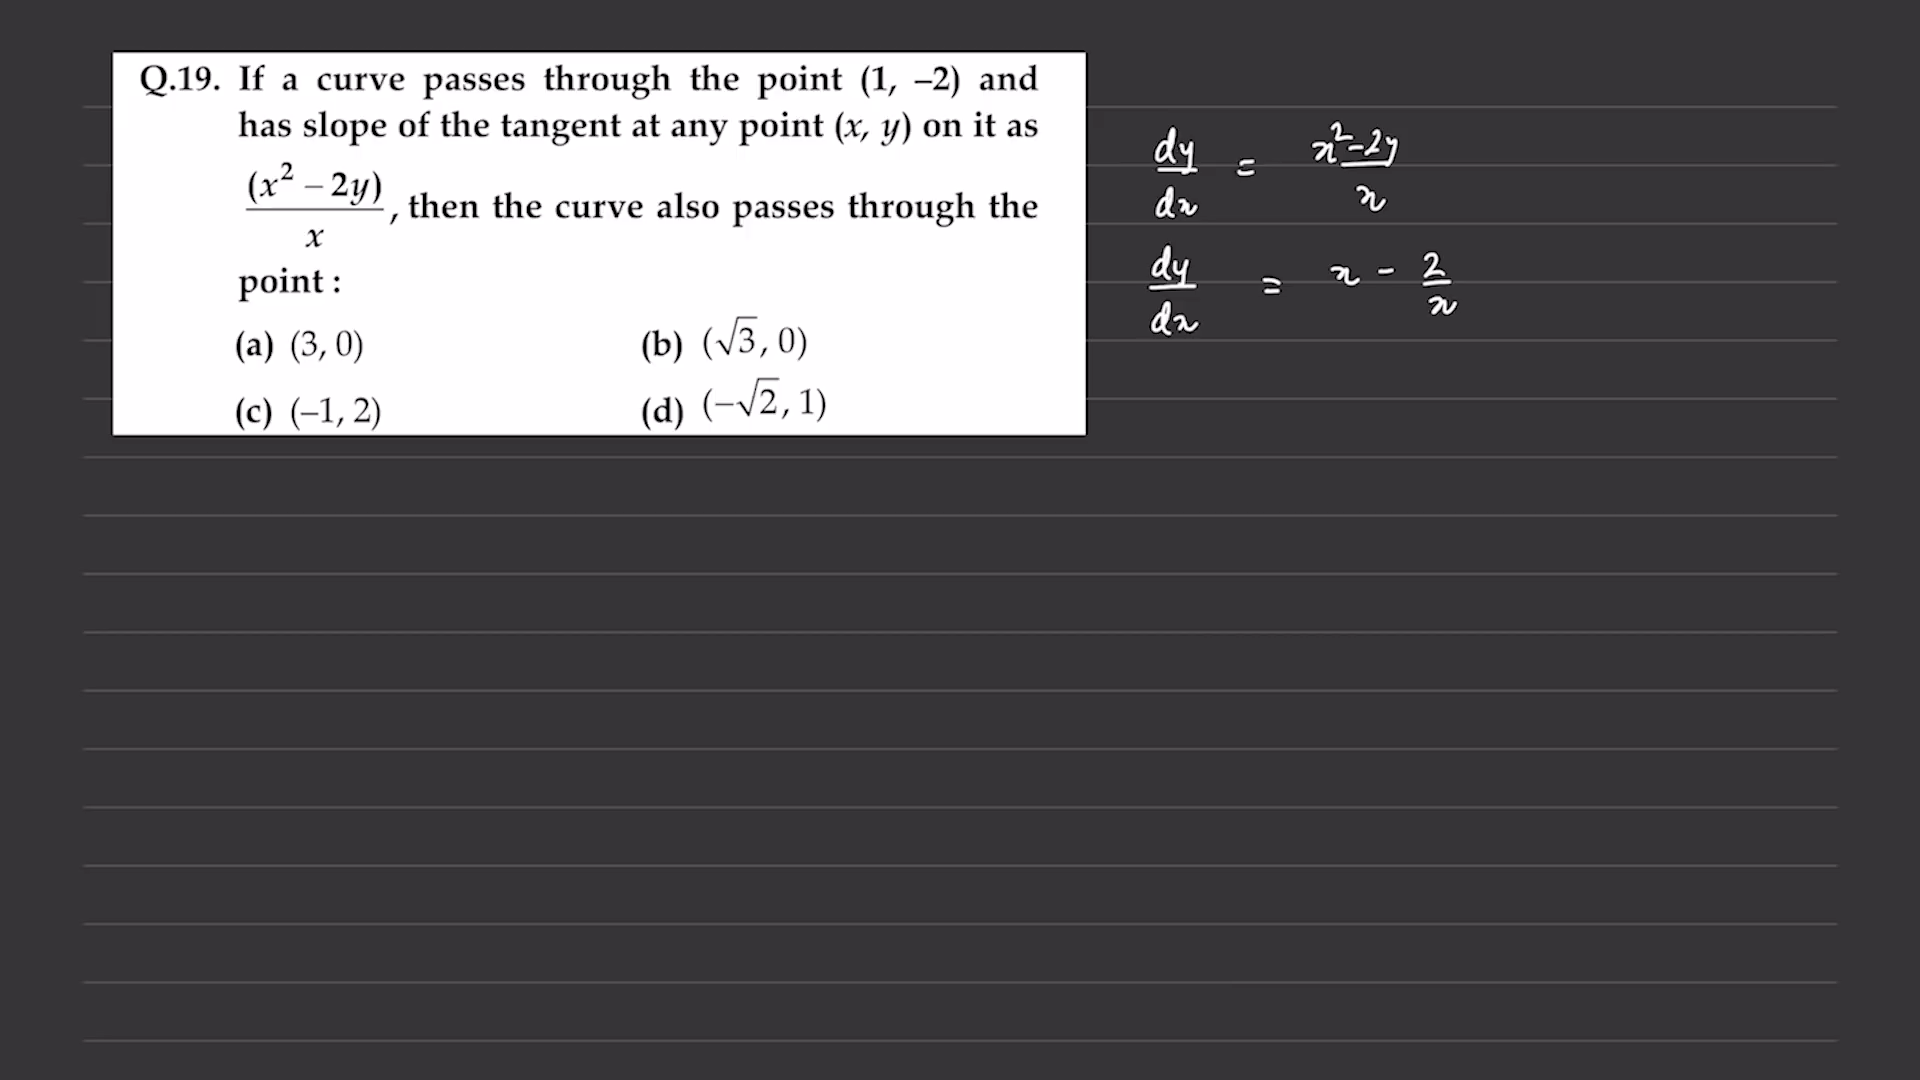 Q.19. If a curve passes through the point (1, –2) and
has slope of the tangent at any point (x, y) on it as
(x² – 2y)/x, then the curve also passes through the
point :
(a) (3, 0) (b) (√3, 0)
(c) (–1, 2) (d) (–√2, 1)
dy/dx = x²-2y/x
dy/dx = x - 2/x